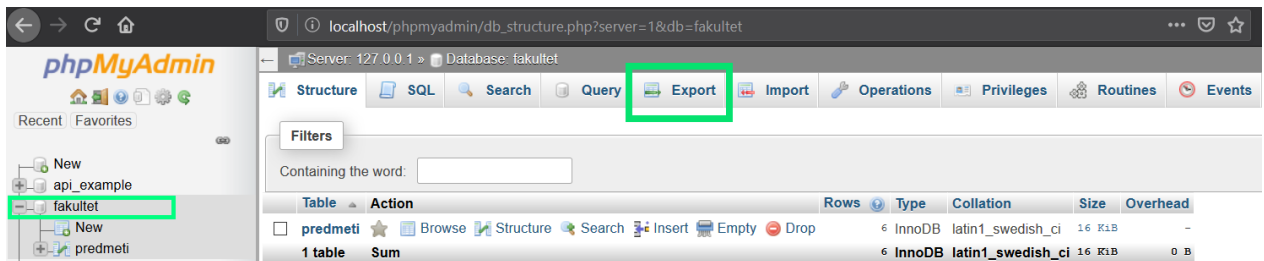 localhost/phpmyadmin/db_structure.php?server=1&db=fakultet
phpMyAdmin
Recent Favorites
New
api_example
fakultet
New
predmeti
Server: 127.0.0.1 » Database: fakultet
Structure SQL Search Query Export Import Operations Privileges Routines Events
Filters
Containing the word:
Table Action Rows Type Collation Size Overhead
predmeti Browse Structure Search Insert Empty Drop 6 InnoDB latin1_swedish_ci 16 KiB -
1 table Sum 6 InnoDB latin1_swedish_ci 16 KiB 0 B